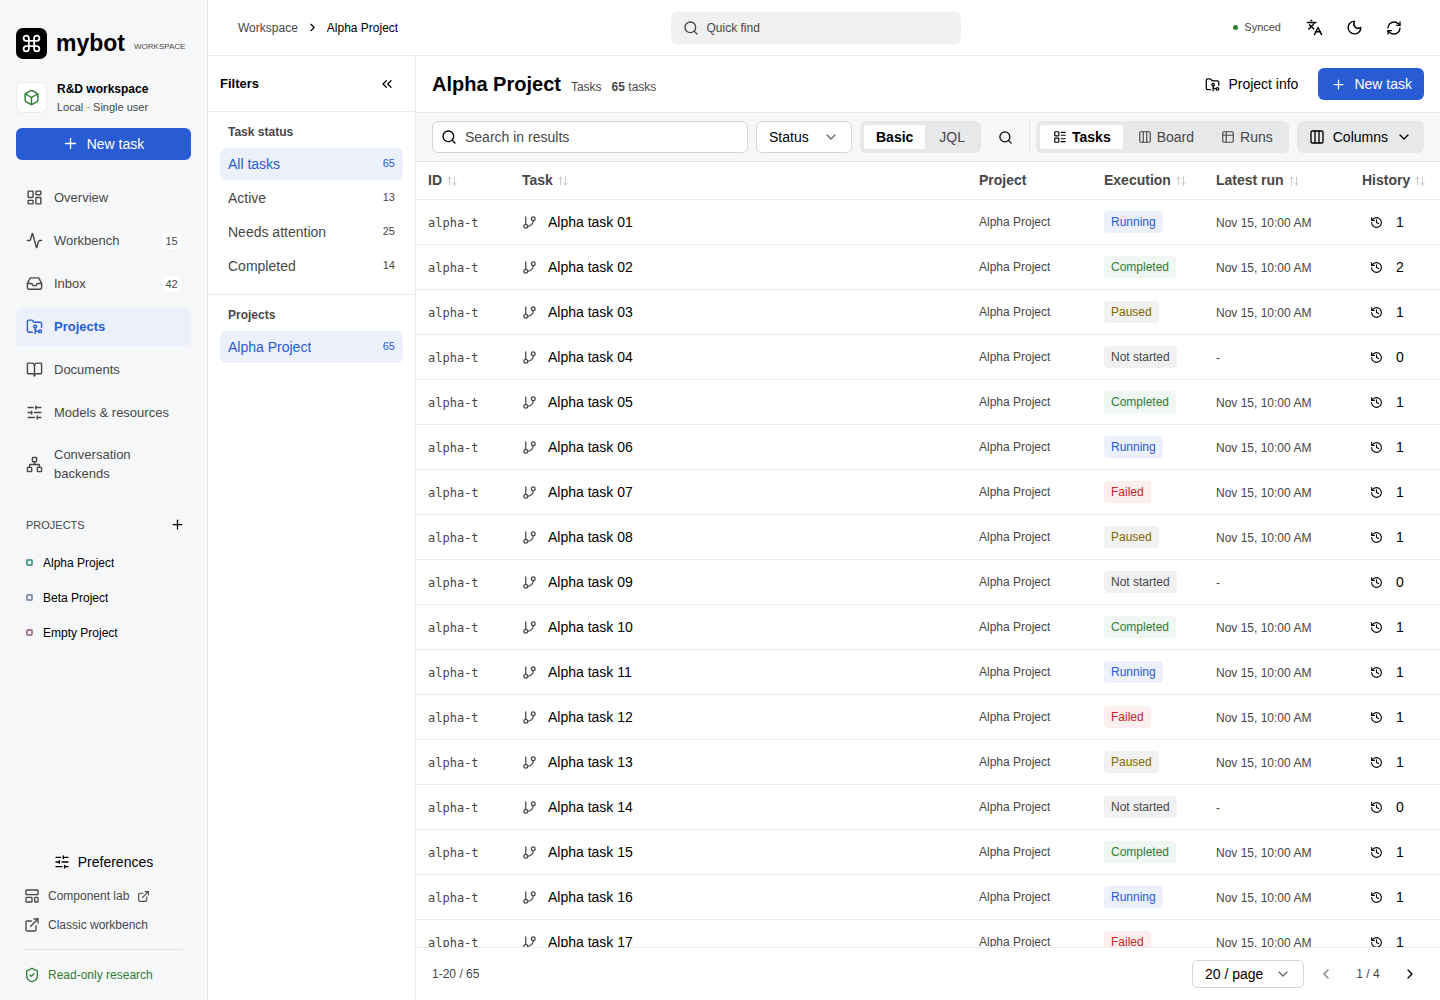 mybot WORKSPACE
R&D workspace
Local · Single user
New task
Overview
Workbench 15
Inbox 42
Projects
Documents
Models & resources
Conversation
backends
PROJECTS
Alpha Project
Beta Project
Empty Project
Preferences
Component lab
Classic workbench
Read-only research
Workspace Alpha Project
Quick find
Synced
Filters
Task status
All tasks 65
Active 13
Needs attention 25
Completed 14
Projects
Alpha Project 65
Alpha Project Tasks 65 tasks
Project info
New task
Search in results
Status
Basic JQL
Tasks Board Runs
Columns
ID Task Project Execution Latest run History
alpha-t Alpha task 01 Alpha Project Running Nov 15, 10:00 AM 1
alpha-t Alpha task 02 Alpha Project Completed Nov 15, 10:00 AM 2
alpha-t Alpha task 03 Alpha Project Paused Nov 15, 10:00 AM 1
alpha-t Alpha task 04 Alpha Project Not started - 0
alpha-t Alpha task 05 Alpha Project Completed Nov 15, 10:00 AM 1
alpha-t Alpha task 06 Alpha Project Running Nov 15, 10:00 AM 1
alpha-t Alpha task 07 Alpha Project Failed Nov 15, 10:00 AM 1
alpha-t Alpha task 08 Alpha Project Paused Nov 15, 10:00 AM 1
alpha-t Alpha task 09 Alpha Project Not started - 0
alpha-t Alpha task 10 Alpha Project Completed Nov 15, 10:00 AM 1
alpha-t Alpha task 11 Alpha Project Running Nov 15, 10:00 AM 1
alpha-t Alpha task 12 Alpha Project Failed Nov 15, 10:00 AM 1
alpha-t Alpha task 13 Alpha Project Paused Nov 15, 10:00 AM 1
alpha-t Alpha task 14 Alpha Project Not started - 0
alpha-t Alpha task 15 Alpha Project Completed Nov 15, 10:00 AM 1
alpha-t Alpha task 16 Alpha Project Running Nov 15, 10:00 AM 1
alpha-t Alpha task 17 Alpha Project Failed Nov 15, 10:00 AM 1
1-20 / 65
20 / page
1 / 4